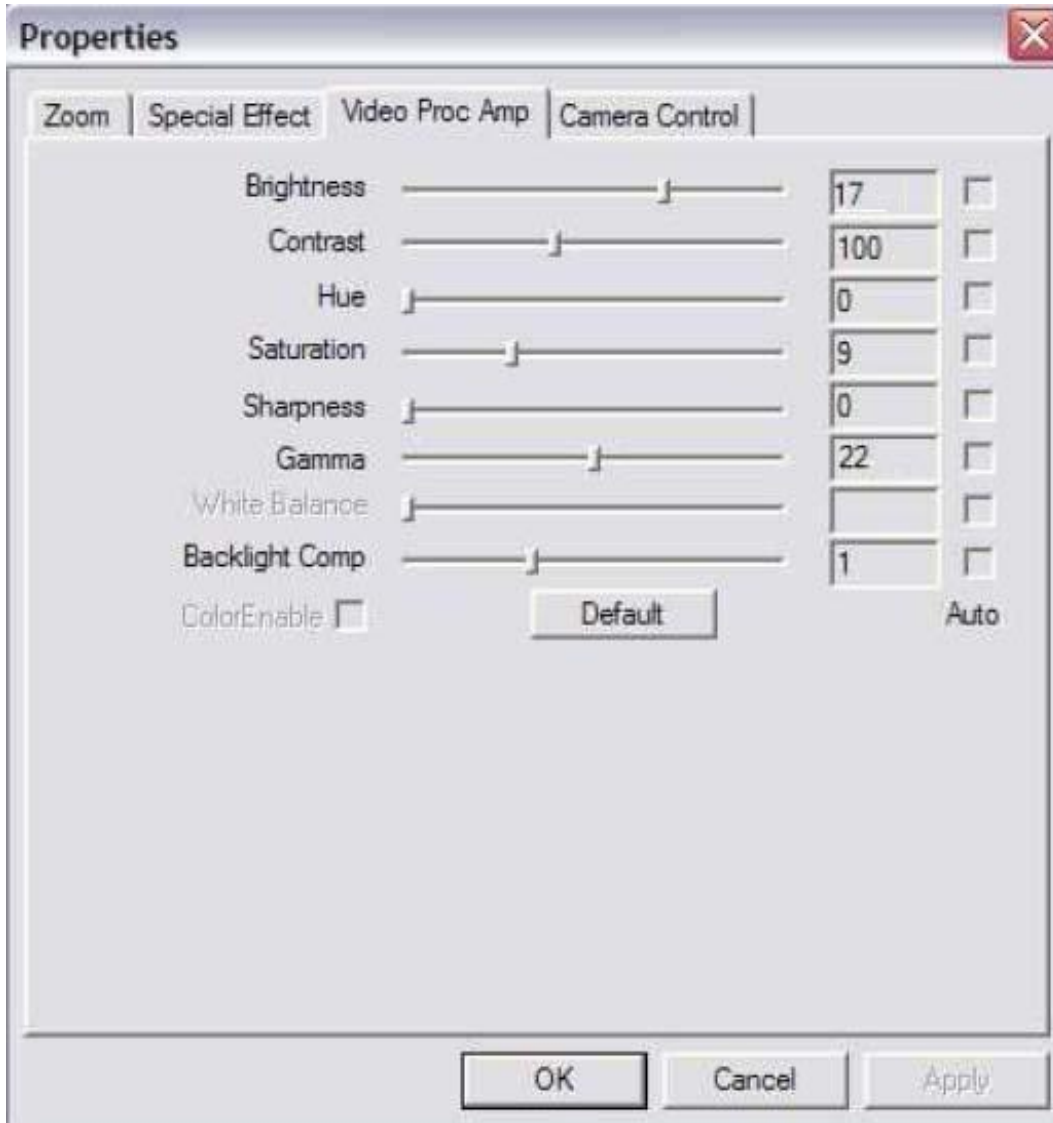 Properties
Zoom Special Effect Video Proc Amp Camera Control
Brightness 17
Contrast 100
Hue 0
Saturation 9
Sharpness 0
Gamma 22
White Balance
Backlight Comp 1
ColorEnable Default Auto
OK Cancel Apply